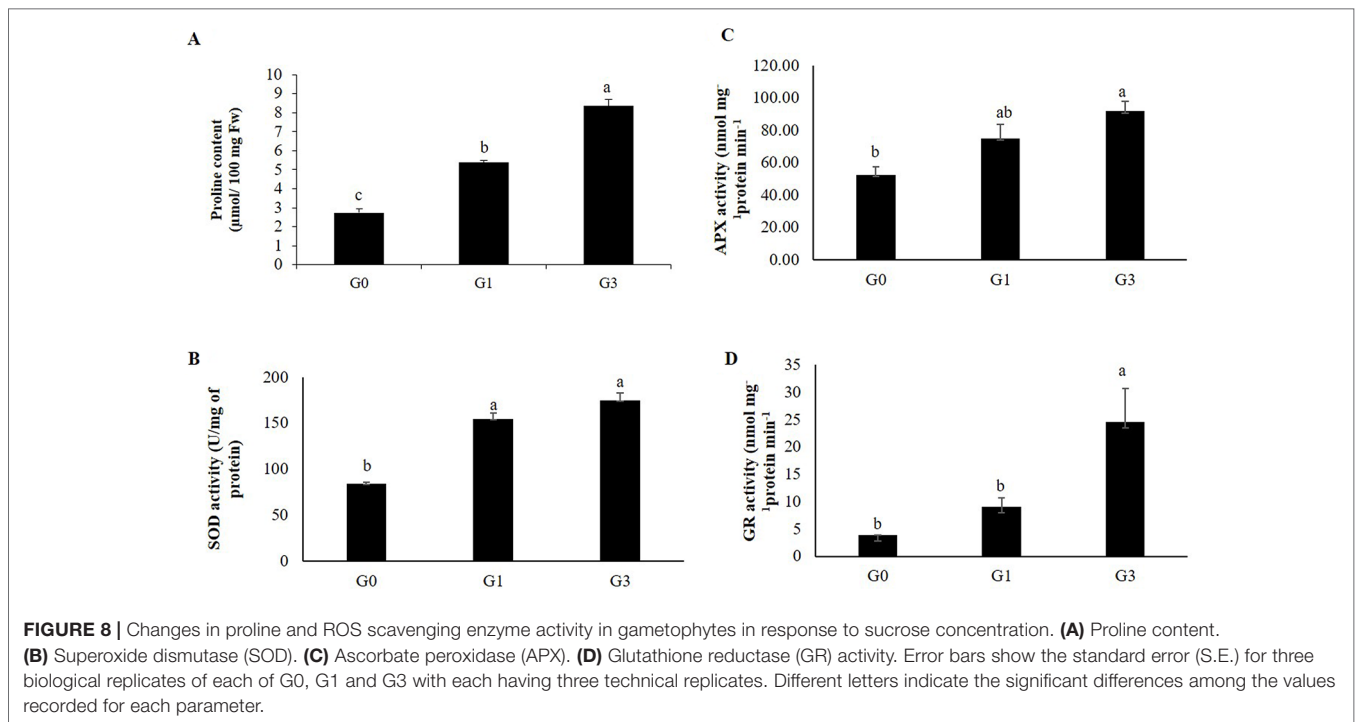 A
Proline content
(µmol/ 100 mg Fw)
10
9
8
7
6
5
4
3
2
1
0
c
b
a
G0 G1 G3
C
APX activity (nmol mg-
1protein min-1
120.00
100.00
80.00
60.00
40.00
20.00
0.00
b
ab
a
G0 G1 G3
B
SOD activity (U/mg of
protein)
200
150
100
50
0
b
a
a
G0 G1 G3
D
GR activity (nmol mg-
1protein min-1
35
30
25
20
15
10
5
0
b
b
a
G0 G1 G3
FIGURE 8 | Changes in proline and ROS scavenging enzyme activity in gametophytes in response to sucrose concentration. (A) Proline content.
(B) Superoxide dismutase (SOD). (C) Ascorbate peroxidase (APX). (D) Glutathione reductase (GR) activity. Error bars show the standard error (S.E.) for three
biological replicates of each of G0, G1 and G3 with each having three technical replicates. Different letters indicate the significant differences among the values
recorded for each parameter.